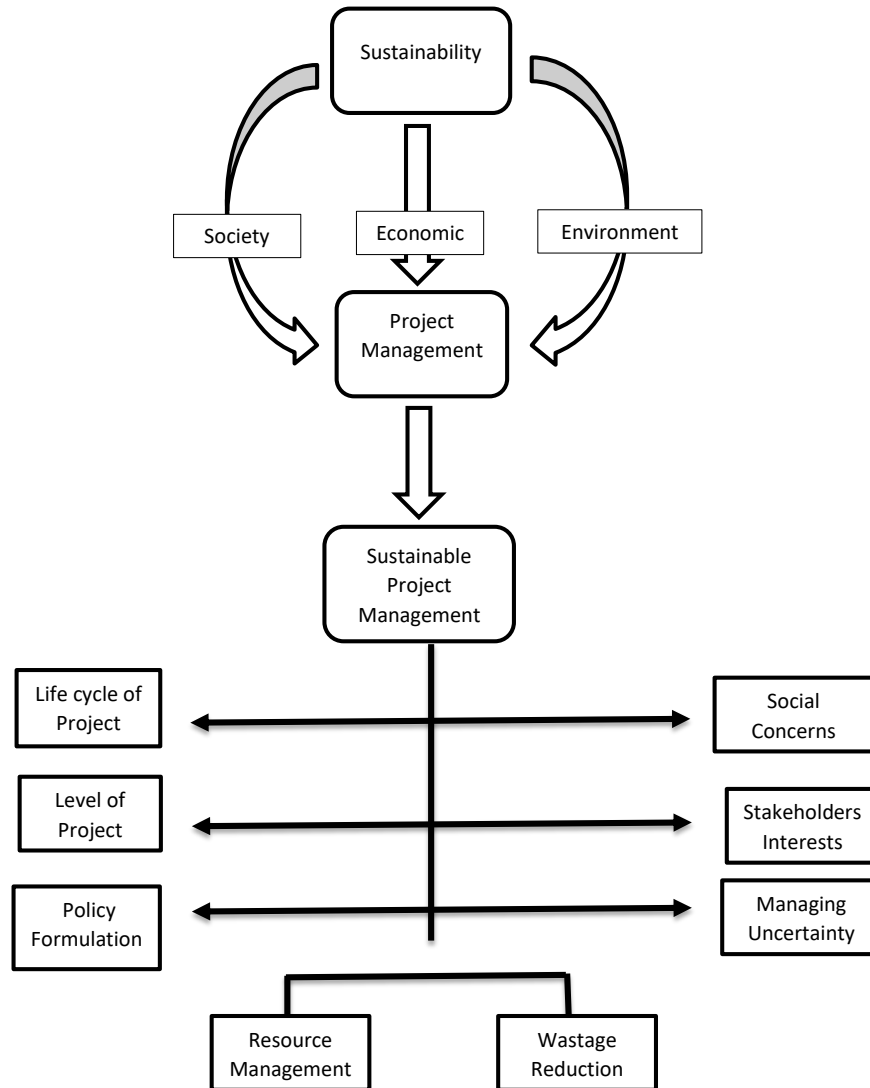 Sustainability
Society
Economic
Environment
Project
Management
Sustainable
Project
Management
Life cycle of
Project
Social
Concerns
Level of
Project
Stakeholders
Interests
Policy
Formulation
Managing
Uncertainty
Resource
Management
Wastage
Reduction